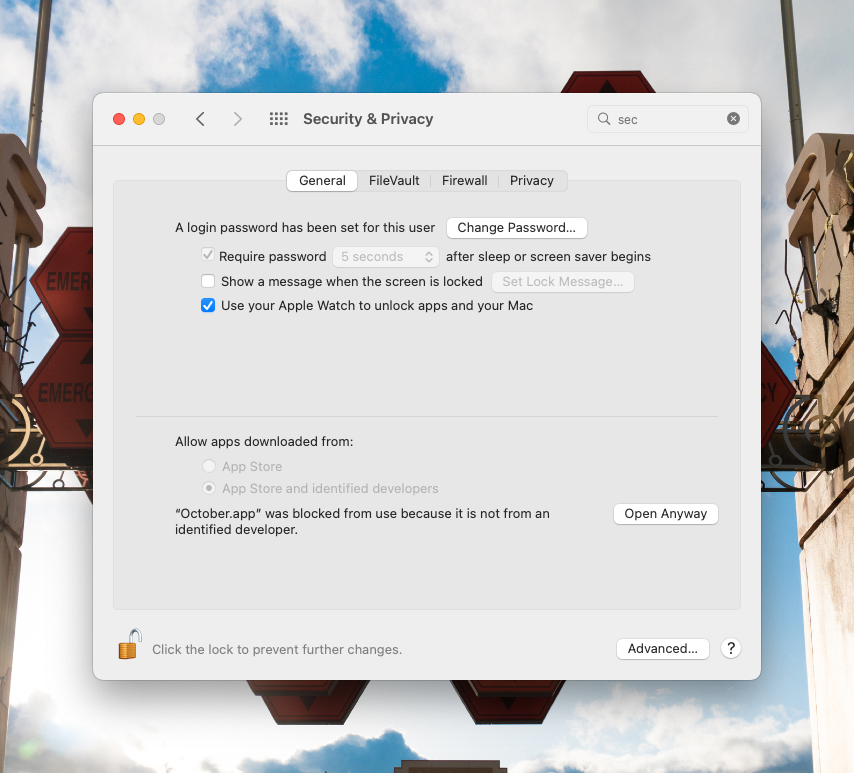 Security & Privacy
sec
General
FileVault
Firewall
Privacy
A login password has been set for this user
Change Password...
Require password
5 seconds
after sleep or screen saver begins
Show a message when the screen is locked
Set Lock Message...
Use your Apple Watch to unlock apps and your Mac
Allow apps downloaded from:
App Store
App Store and identified developers
“October.app” was blocked from use because it is not from an
identified developer.
Open Anyway
Click the lock to prevent further changes.
Advanced...
?
EMER
EMERG
CY